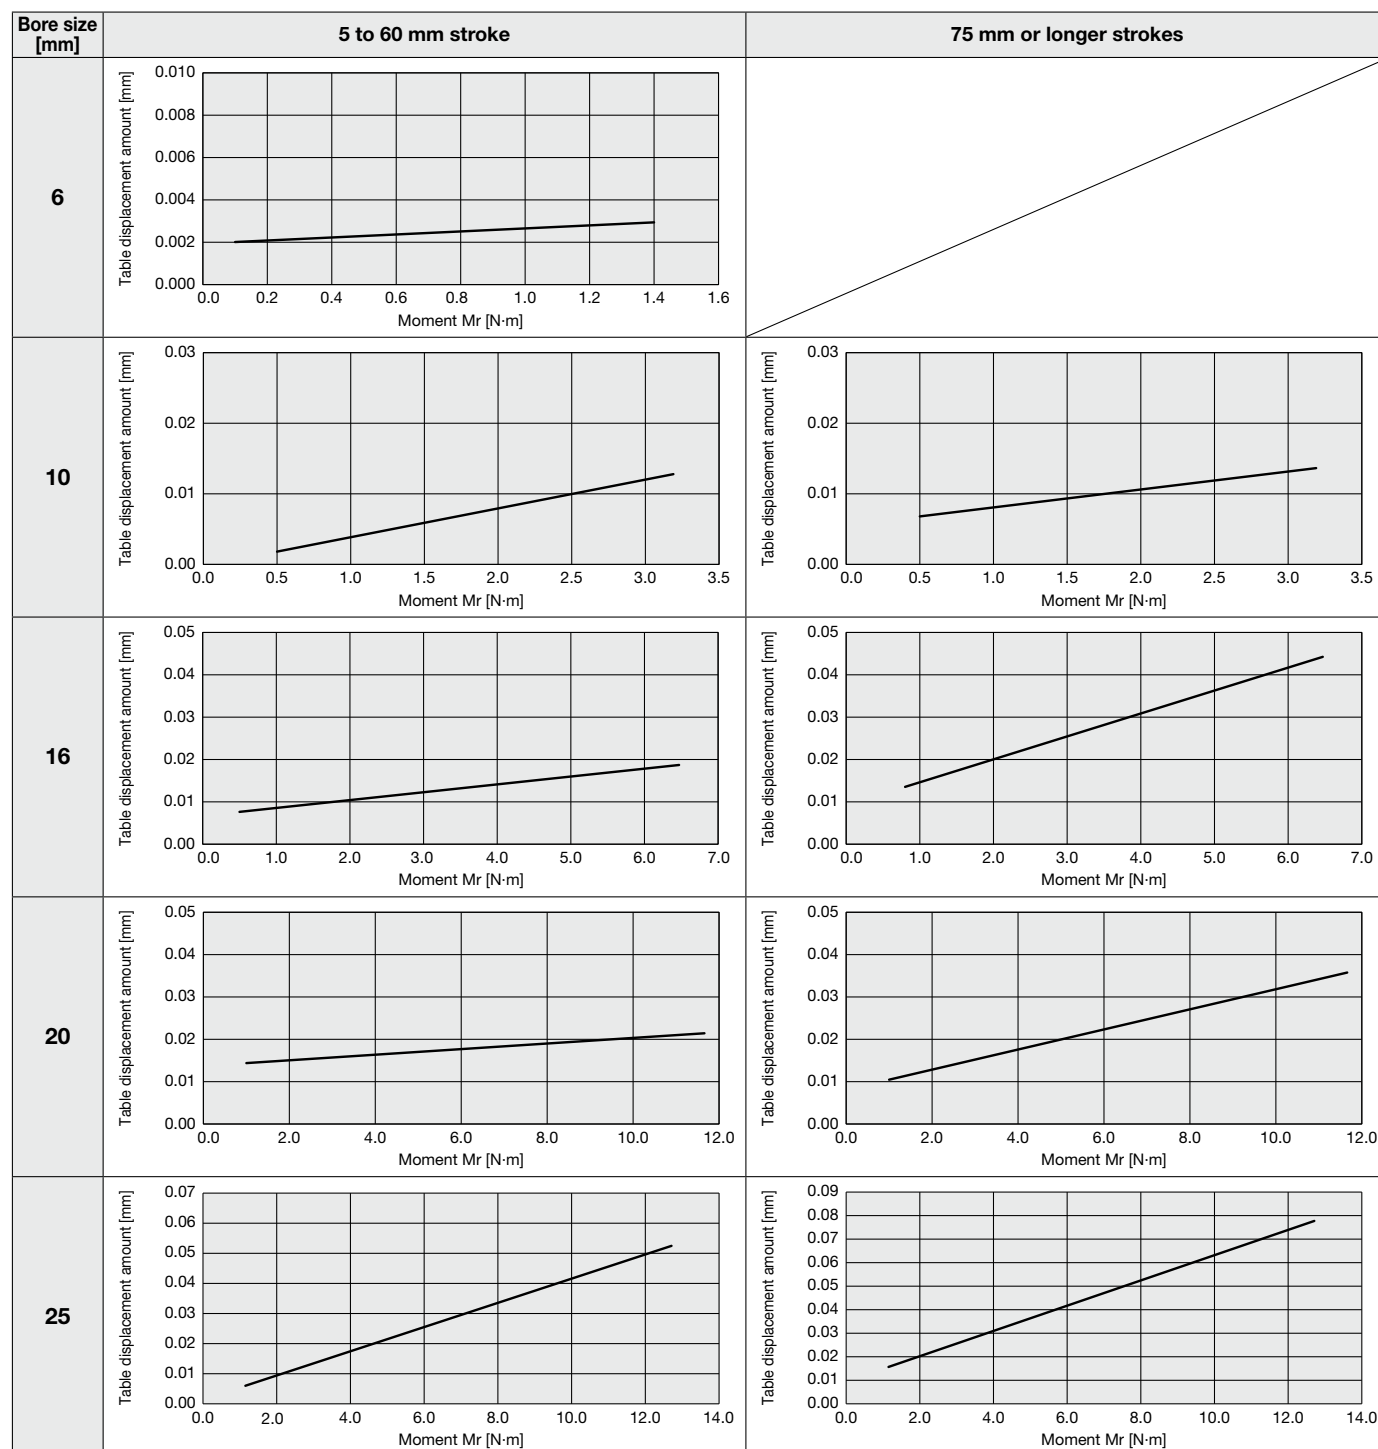 Bore size
[mm]
5 to 60 mm stroke
75 mm or longer strokes
6
Table displacement amount [mm]
0.010
0.008
0.006
0.004
0.002
0.000
0.0 0.2 0.4 0.6 0.8 1.0 1.2 1.4 1.6
Moment Mr [N·m]
10
Table displacement amount [mm]
0.03
0.02
0.01
0.00
0.0 0.5 1.0 1.5 2.0 2.5 3.0 3.5
Moment Mr [N·m]
Table displacement amount [mm]
0.03
0.02
0.01
0.00
0.0 0.5 1.0 1.5 2.0 2.5 3.0 3.5
Moment Mr [N·m]
16
Table displacement amount [mm]
0.05
0.04
0.03
0.02
0.01
0.00
0.0 1.0 2.0 3.0 4.0 5.0 6.0 7.0
Moment Mr [N·m]
Table displacement amount [mm]
0.05
0.04
0.03
0.02
0.01
0.00
0.0 1.0 2.0 3.0 4.0 5.0 6.0 7.0
Moment Mr [N·m]
20
Table displacement amount [mm]
0.05
0.04
0.03
0.02
0.01
0.00
0.0 2.0 4.0 6.0 8.0 10.0 12.0
Moment Mr [N·m]
Table displacement amount [mm]
0.05
0.04
0.03
0.02
0.01
0.00
0.0 2.0 4.0 6.0 8.0 10.0 12.0
Moment Mr [N·m]
25
Table displacement amount [mm]
0.07
0.06
0.05
0.04
0.03
0.02
0.01
0.00
0.0 2.0 4.0 6.0 8.0 10.0 12.0 14.0
Moment Mr [N·m]
Table displacement amount [mm]
0.09
0.08
0.07
0.06
0.05
0.04
0.03
0.02
0.01
0.00
0.0 2.0 4.0 6.0 8.0 10.0 12.0 14.0
Moment Mr [N·m]